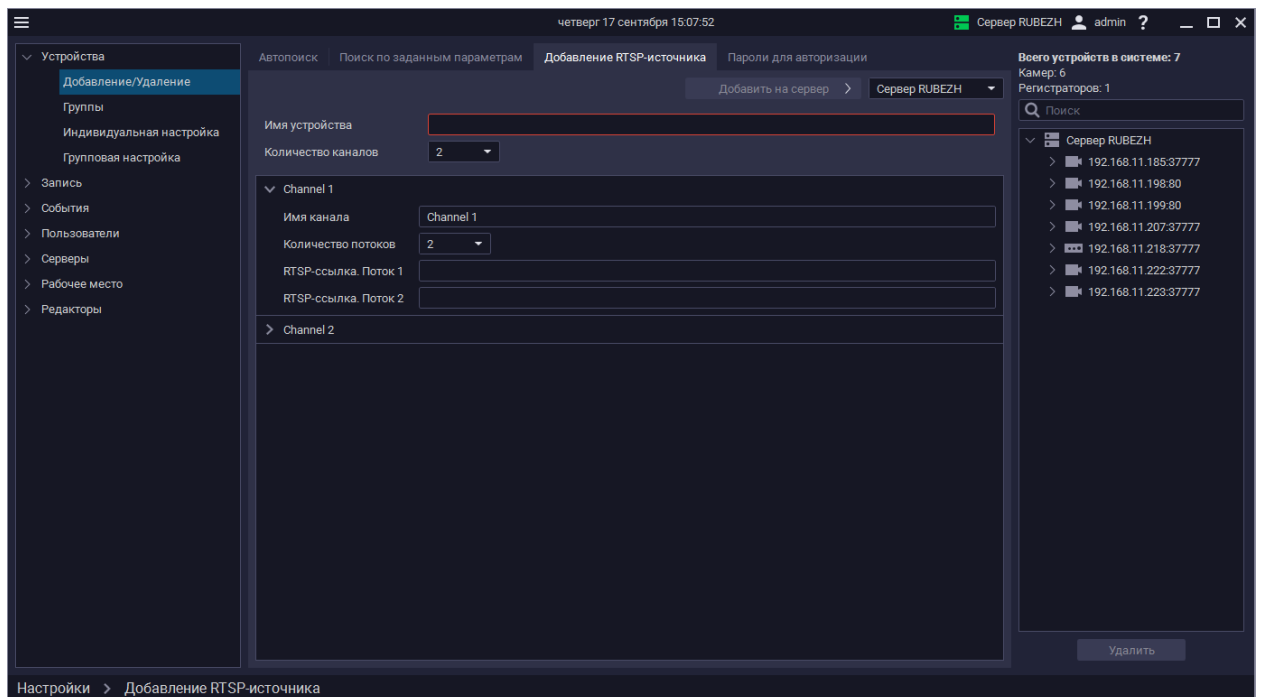 четверг 17 сентября 15:07:52
Сервер RUBEZH admin ?
Устройства
Добавление/Удаление
Группы
Индивидуальная настройка
Групповая настройка
Запись
События
Пользователи
Серверы
Рабочее место
Редакторы
Автопоиск Поиск по заданным параметрам Добавление RTSP-источника Пароли для авторизации
Добавить на сервер > Сервер RUBEZH
Имя устройства
Количество каналов 2
Channel 1
Имя канала Channel 1
Количество потоков 2
RTSP-ссылка. Поток 1
RTSP-ссылка. Поток 2
Channel 2
Всего устройств в системе: 7
Камер: 6
Регистраторов: 1
Поиск
Сервер RUBEZH
192.168.11.185:37777
192.168.11.198:80
192.168.11.199:80
192.168.11.207:37777
192.168.11.218:37777
192.168.11.222:37777
192.168.11.223:37777
Удалить
Настройки > Добавление RTSP-источника